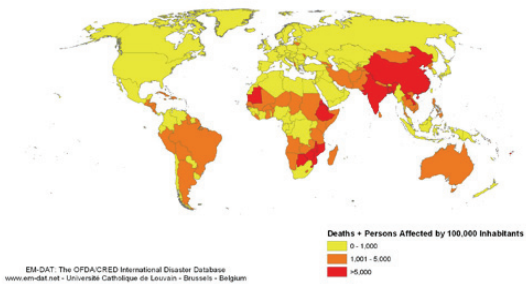 Deaths + Persons Affected by 100,000 Inhabitants
0 - 1,000
1,001 - 5,000
>5,000
EM-DAT: The OFDA/CRED International Disaster Database
www.em-dat.net - Université Catholique de Louvain - Brussels - Belgium